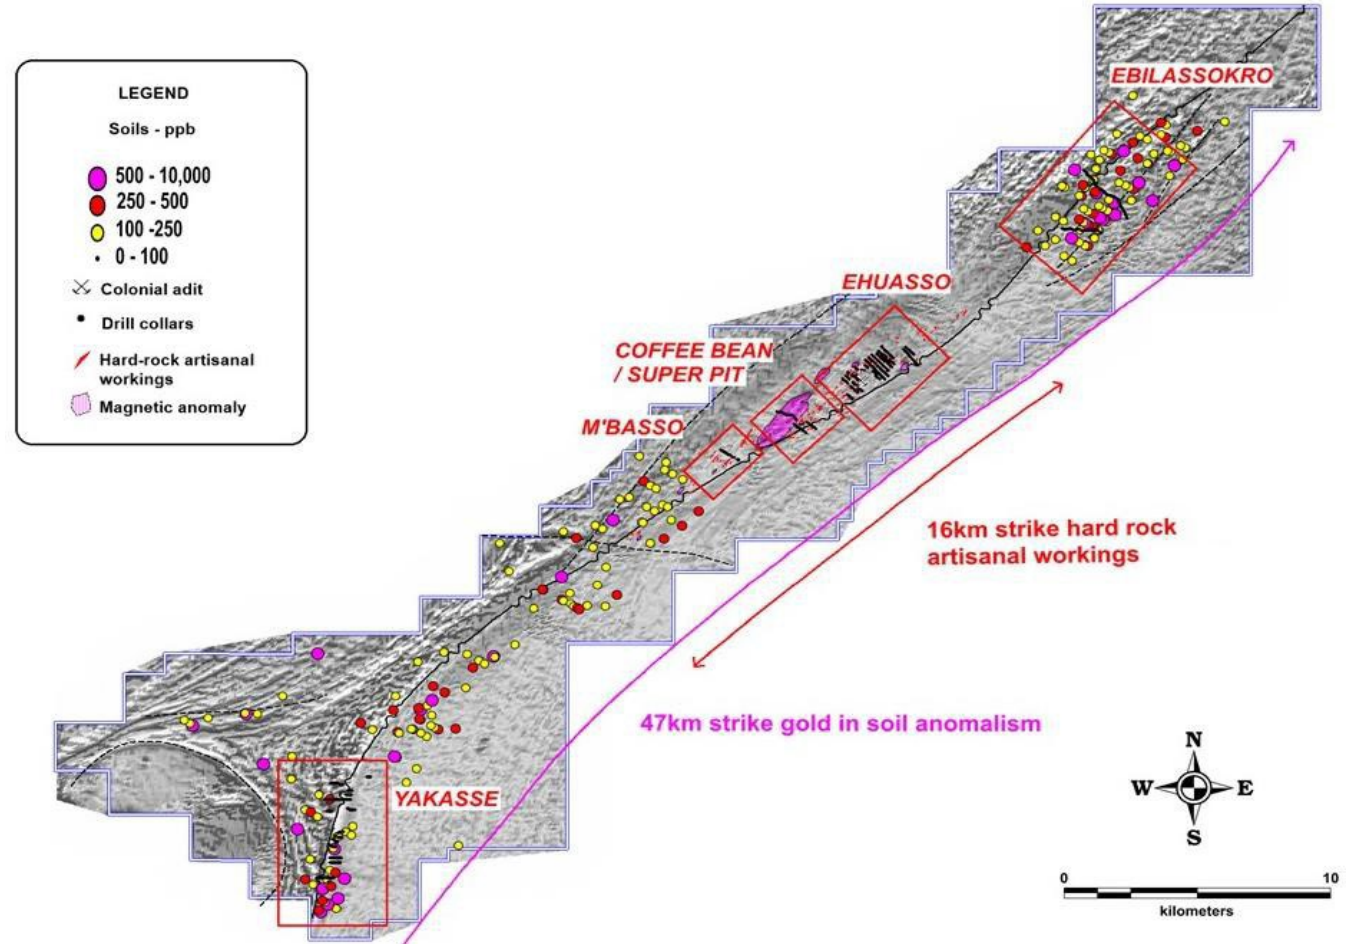 LEGEND
Soils - ppb
500 - 10,000
250 - 500
100 -250
0 - 100
Colonial adit
Drill collars
Hard-rock artisanal
workings
Magnetic anomaly
EBILASSOKRO
EHUASSO
COFFEE BEAN
/ SUPER PIT
M'BASSO
16km strike hard rock
artisanal workings
47km strike gold in soil anomalism
YAKASSE
N
W E
S
0 10
kilometers